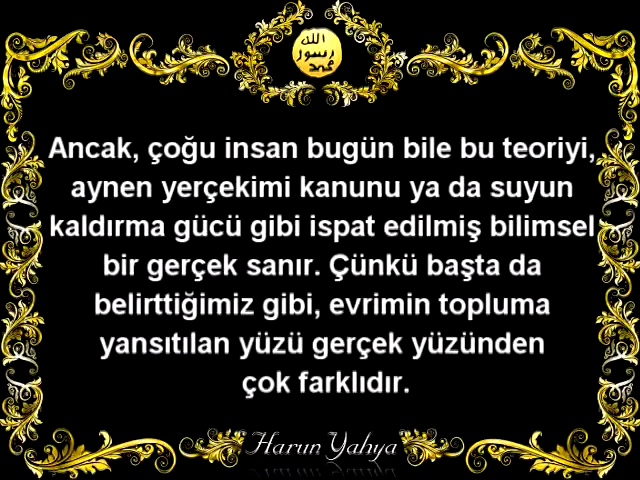 الله
رسول
محمد
Ancak, çoğu insan bugün bile bu teoriyi,
aynen yerçekimi kanunu ya da suyun
kaldırma gücü gibi ispat edilmiş bilimsel
bir gerçek sanır. Çünkü başta da
belirttiğimiz gibi, evrimin topluma
yansıtılan yüzü gerçek yüzünden
çok farklıdır.
Harun Yahya